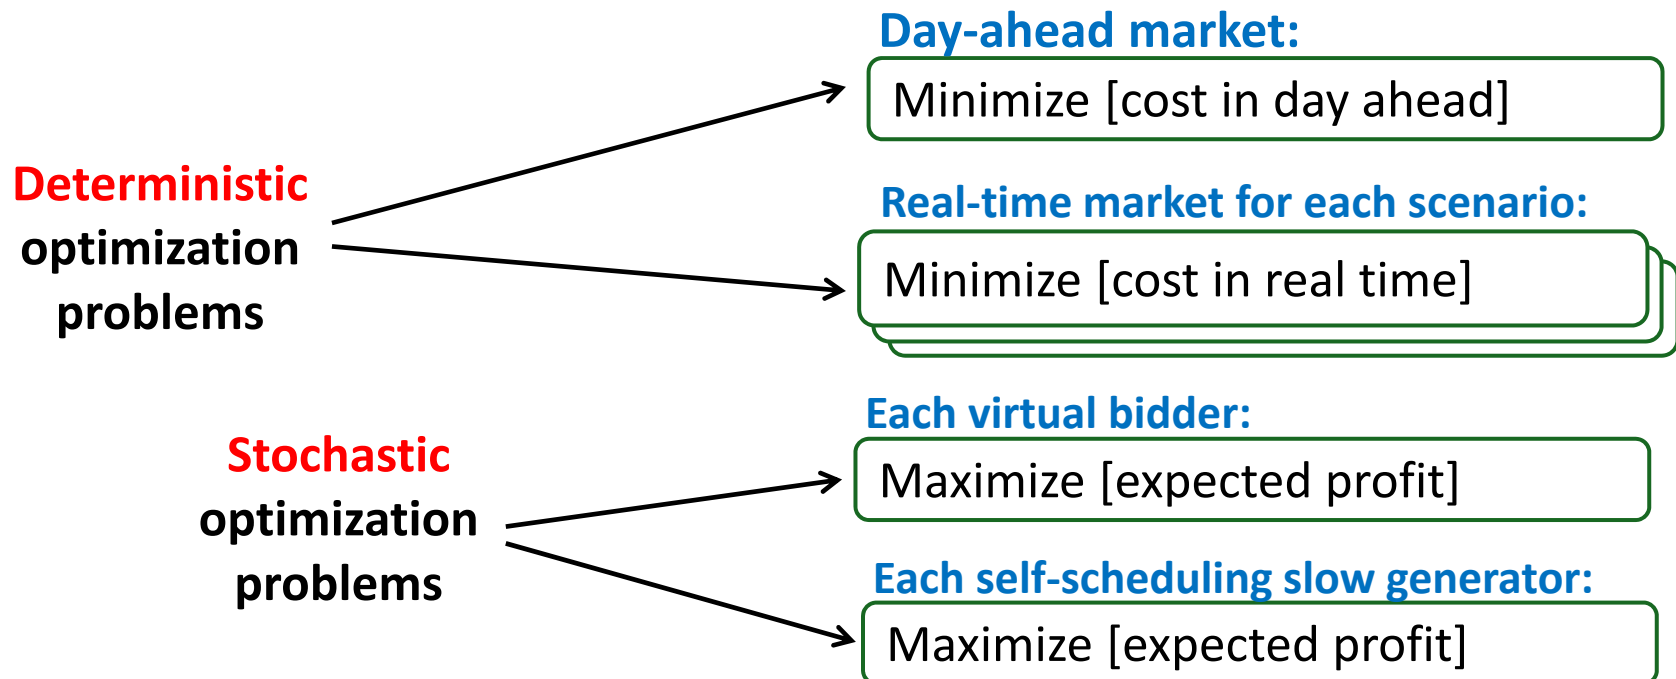 Day-ahead market:
Minimize [cost in day ahead]
Deterministic
optimization
problems
Real-time market for each scenario:
Minimize [cost in real time]
Each virtual bidder:
Maximize [expected profit]
Stochastic
optimization
problems
Each self-scheduling slow generator:
Maximize [expected profit]